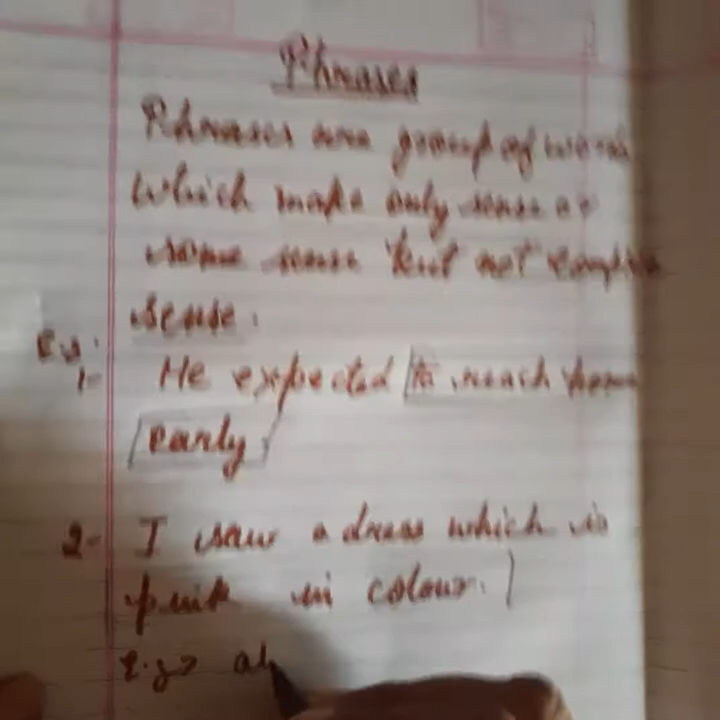 Phrases
Phrases are group of words
which make only sense or
some sense but not complete
sense.
Eg:
1- He expected to reach home
early.
2- I saw a dress which is
pink in colour.
e.g>